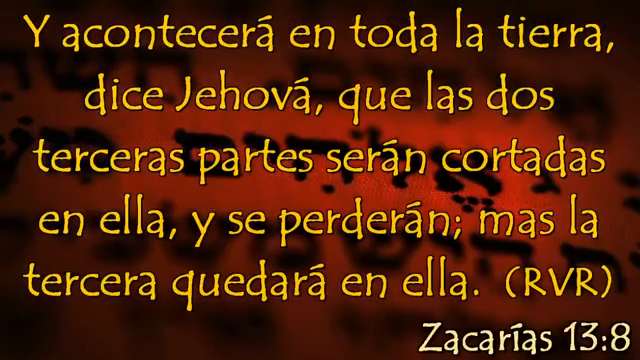 Y acontecerá en toda la tierra,
dice Jehová, que las dos
terceras partes serán cortadas
en ella, y se perderán; mas la
tercera quedará en ella. (RVR)
Zacarías 13:8